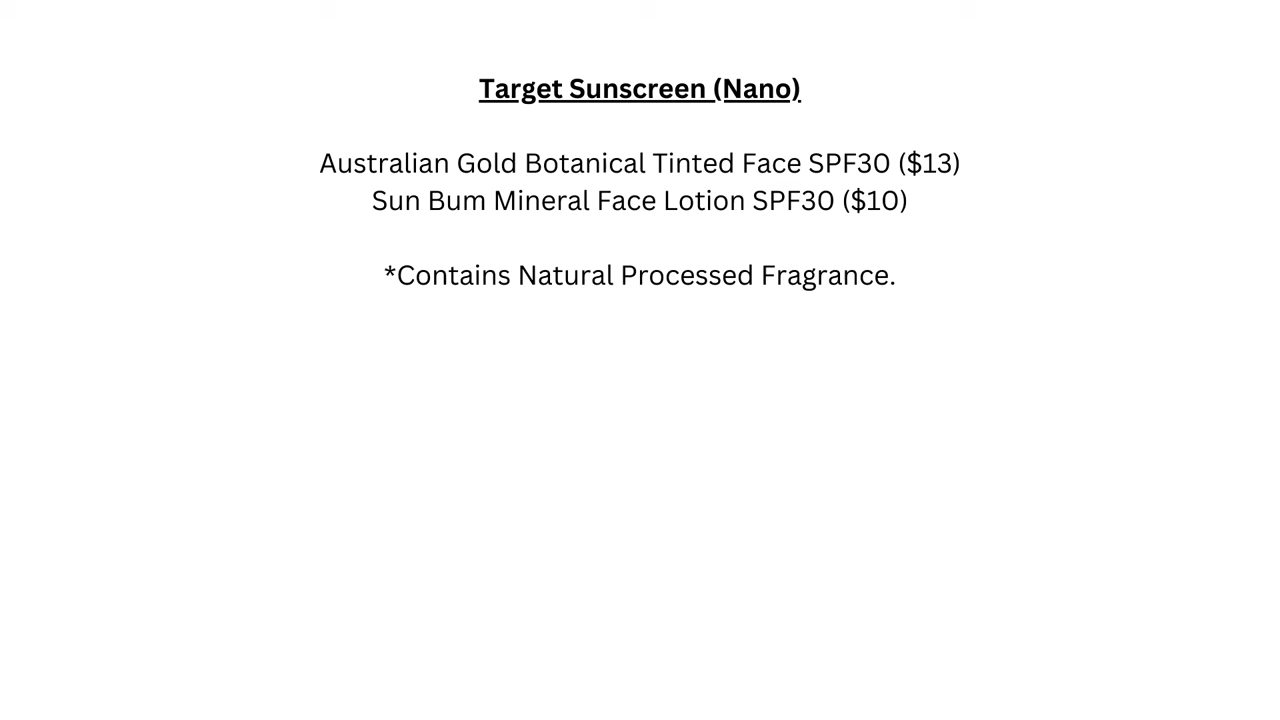 Target Sunscreen (Nano)
Australian Gold Botanical Tinted Face SPF30 ($13)
Sun Bum Mineral Face Lotion SPF30 ($10)
*Contains Natural Processed Fragrance.